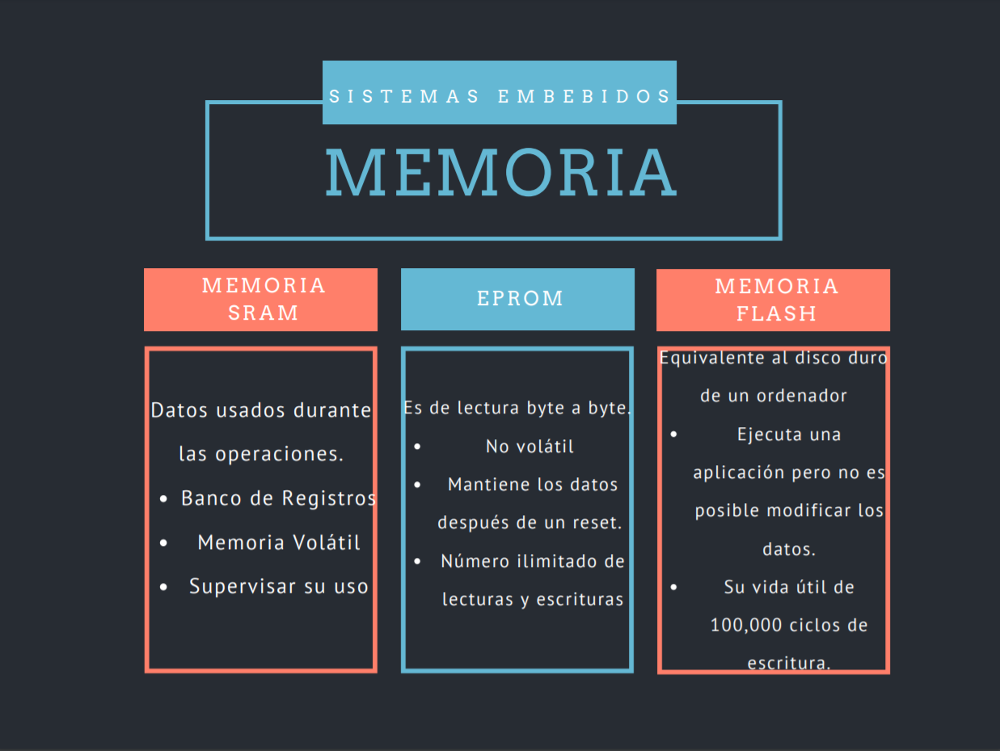 SISTEMAS EMBEBIDOS
MEMORIA
MEMORIA
SRAM
Datos usados durante
las operaciones.
• Banco de Registros
• Memoria Volátil
• Supervisar su uso
EPROM
Es de lectura byte a byte.
• No volátil
• Mantiene los datos
después de un reset.
• Número ilimitado de
lecturas y escrituras
MEMORIA
FLASH
Equivalente al disco duro
de un ordenador
• Ejecuta una
aplicación pero no es
posible modificar los
datos.
• Su vida útil de
100,000 ciclos de
escritura.